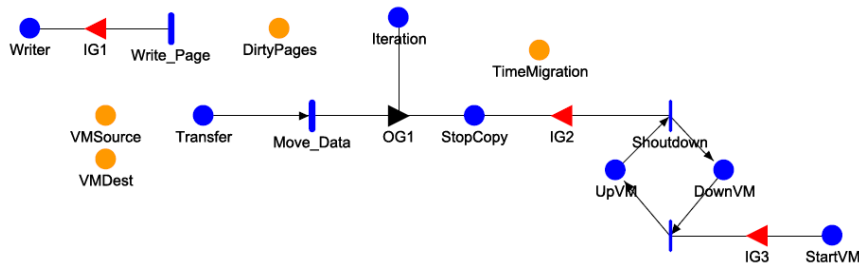 Writer
IG1
Write_Page
DirtyPages
Iteration
TimeMigration
VMSource
Transfer
Move_Data
OG1
StopCopy
IG2
Shoutdown
VMDest
UpVM
DownVM
IG3
StartVM